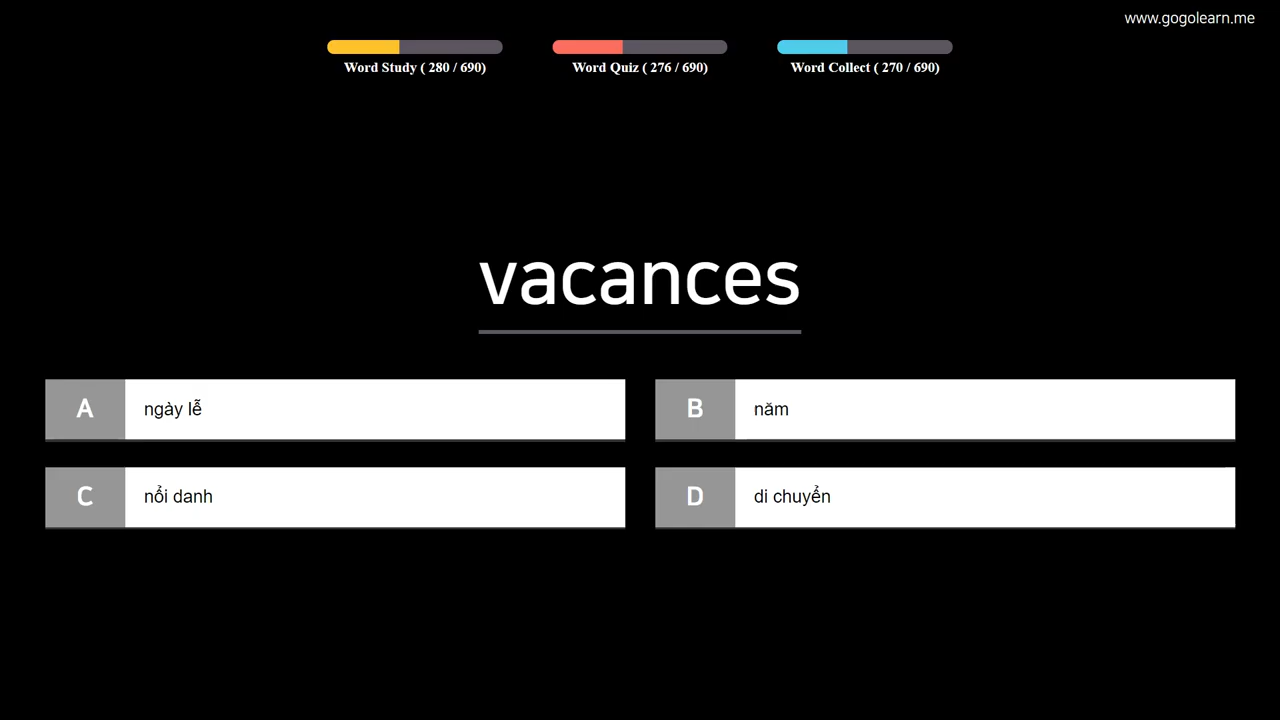 www.gogolearn.me
Word Study ( 280 / 690)
Word Quiz ( 276 / 690)
Word Collect ( 270 / 690)
vacances
A ngày lễ
B năm
C nổi danh
D di chuyển